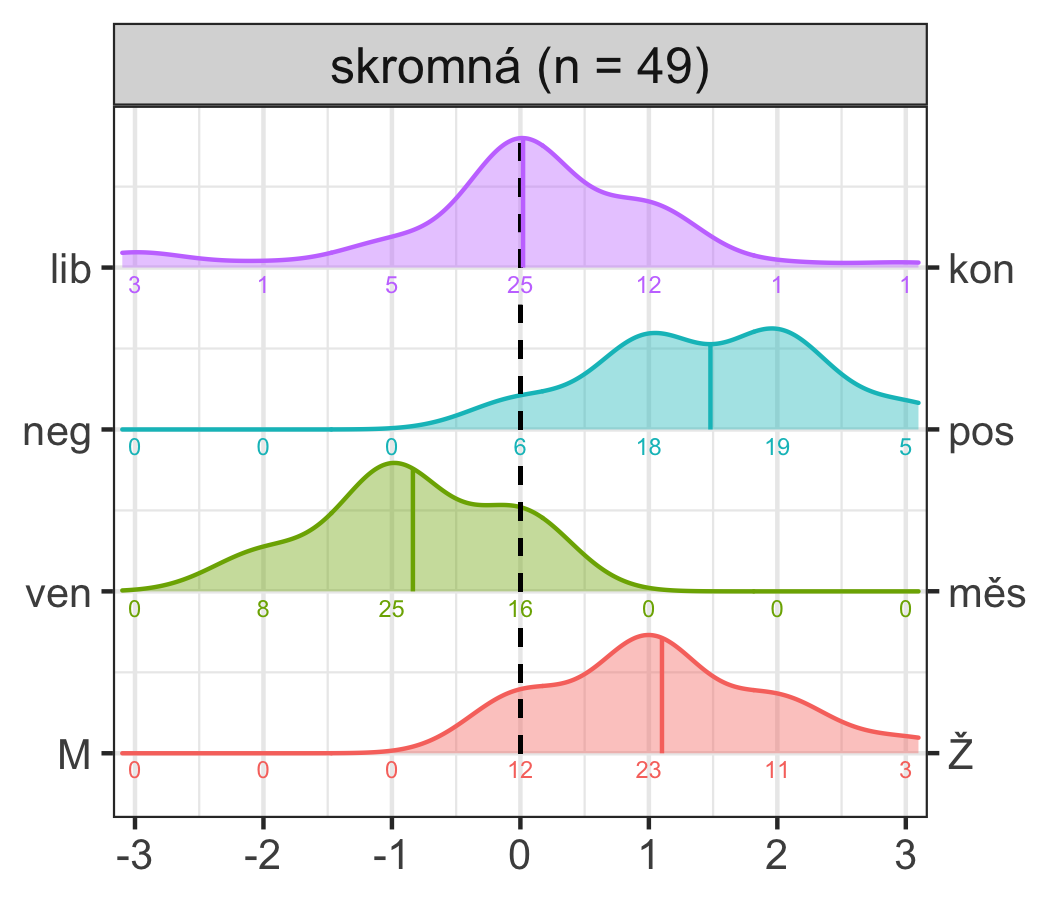 skromná (n = 49)
lib kon
3 1 5 25 12 1 1
neg pos
0 0 0 6 18 19 5
ven měs
0 8 25 16 0 0 0
M Ž
0 0 0 12 23 11 3
-3 -2 -1 0 1 2 3